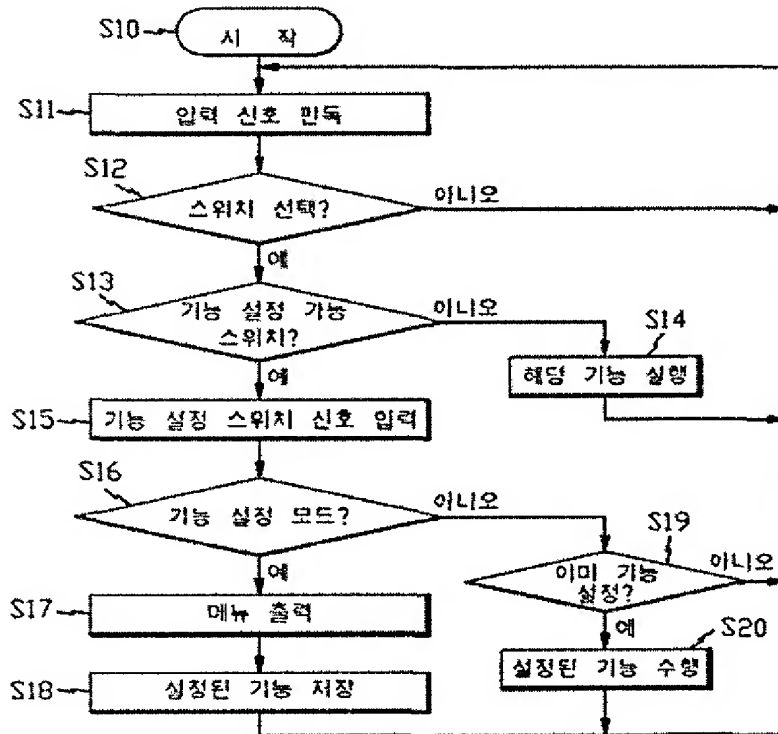 S10
시 작
S11
입력 신호 판독
S12
스위치 선택?
아니오
예
S13
기능 설정 가능
스위치?
아니오
예
S14
해당 기능 실행
S15
기능 설정 스위치 신호 입력
S16
기능 설정 모드?
아니오
예
S17
메뉴 출력
S18
설정된 기능 저장
S19
이미 기능
설정?
아니오
예
S20
설정된 기능 수행